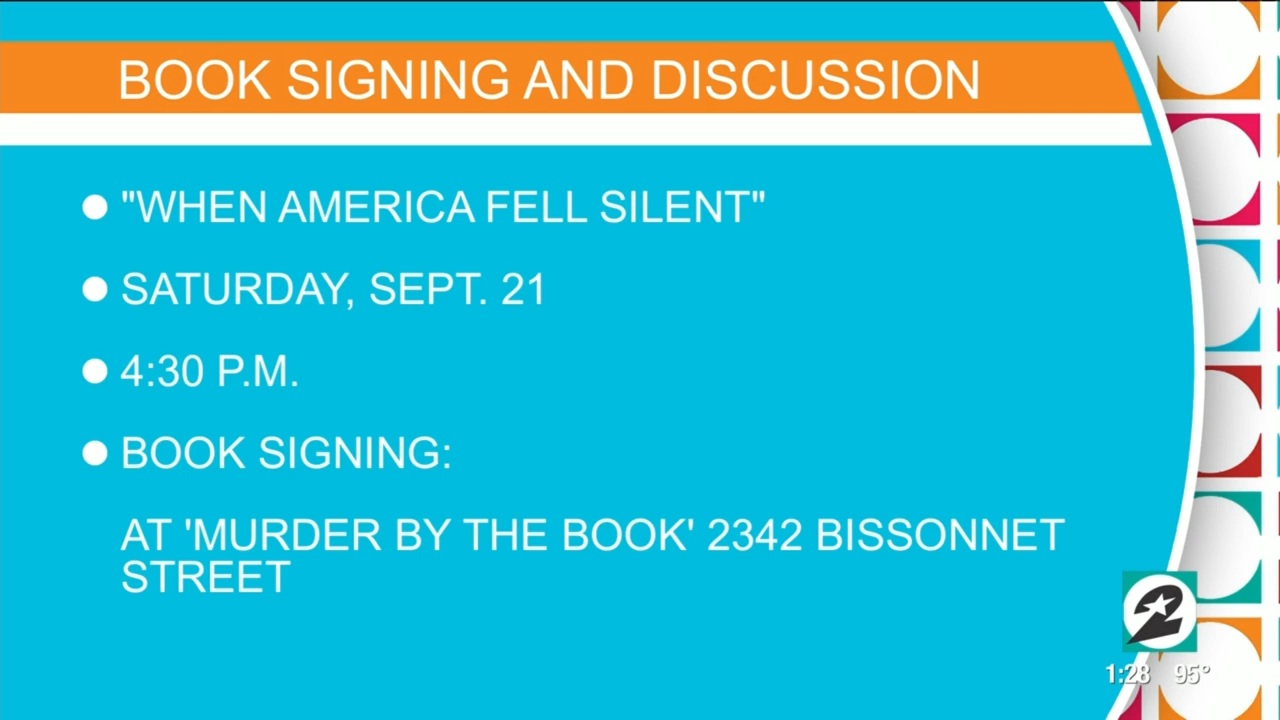 BOOK SIGNING AND DISCUSSION
"WHEN AMERICA FELL SILENT"
SATURDAY, SEPT. 21
4:30 P.M.
BOOK SIGNING:
AT 'MURDER BY THE BOOK' 2342 BISSONNET
STREET
2
1:28 95°